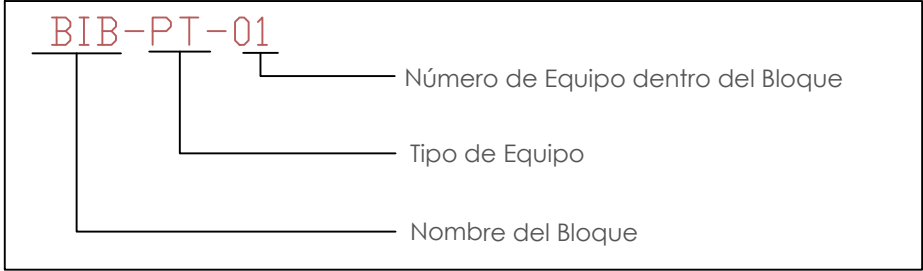 BIB-PT-01
Número de Equipo dentro del Bloque
Tipo de Equipo
Nombre del Bloque